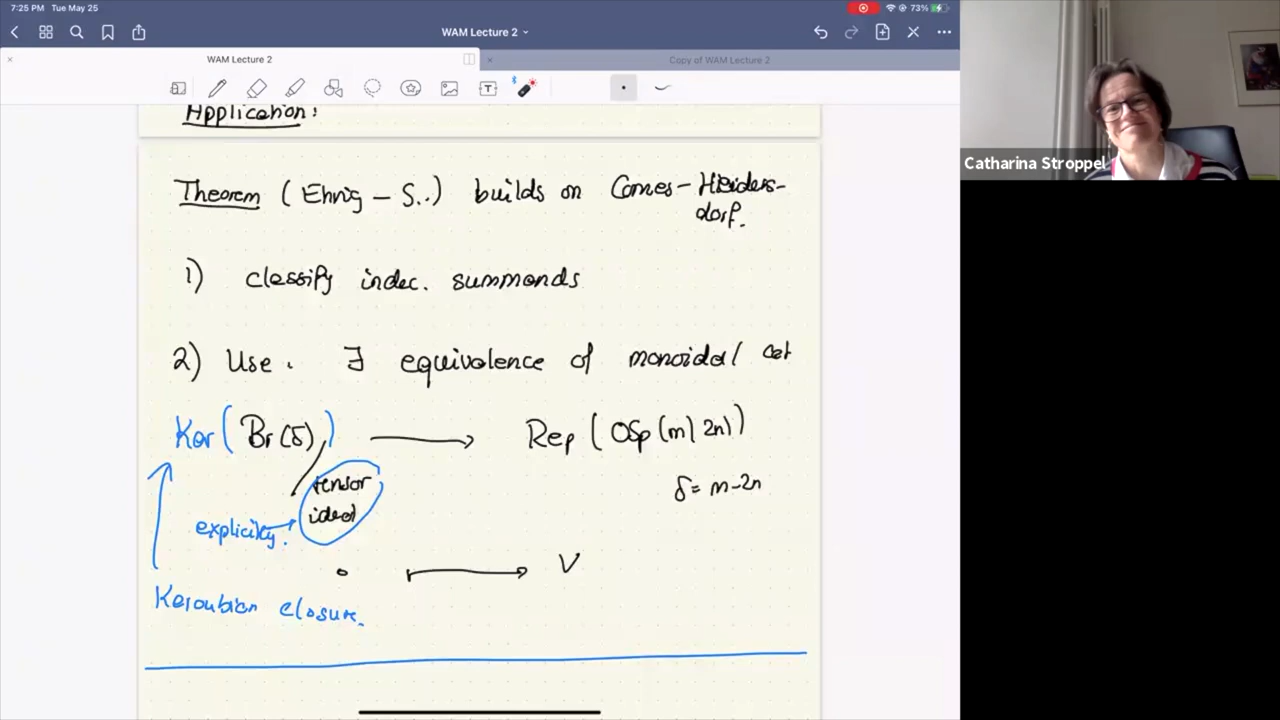 7:25 PM Tue May 25
73%
WAM Lecture 2
WAM Lecture 2
Copy of WAM Lecture 2
Application:
Catharina Stroppel
Theorem (Ehrig - S..) builds on Comes - Heidersdorf.
1) classify indec. summands
2) Use. ∃ equivalence of monoidal cat
Kar(Br(δ)) → Rep(OSp(m|2n))
tensor
ideal
δ = m-2n
explicitly.
∘ ↦ V
Karoubian closure.